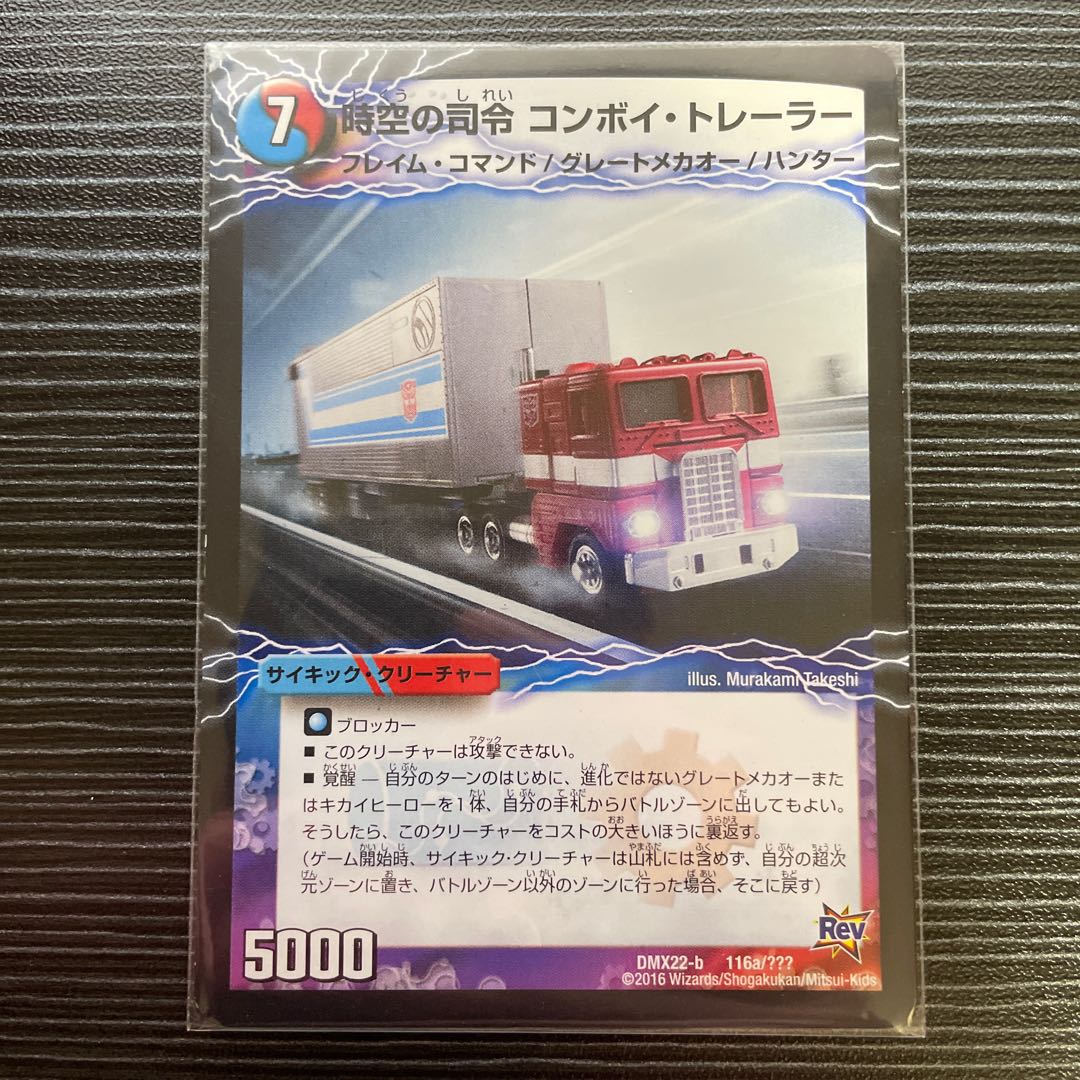 7
時空の司令 コンボイ・トレーラー
フレイム・コマンド / グレートメカオー / ハンター
サイキック・クリーチャー
illus. Murakami Takeshi
ブロッカー
■ このクリーチャーは攻撃できない。
■ 覚醒 ― 自分のターンのはじめに、進化ではないグレートメカオーまた
はキカイヒーローを1体、自分の手札からバトルゾーンに出してもよい。
そうしたら、このクリーチャーをコストの大きいほうに裏返す。
(ゲーム開始時、サイキック・クリーチャーは山札には含めず、自分の超次
元ゾーンに置き、バトルゾーン以外のゾーンに行った場合、そこに戻す)
Rev
5000
DMX22-b 116a/???
©2016 Wizards/Shogakukan/Mitsui-Kids